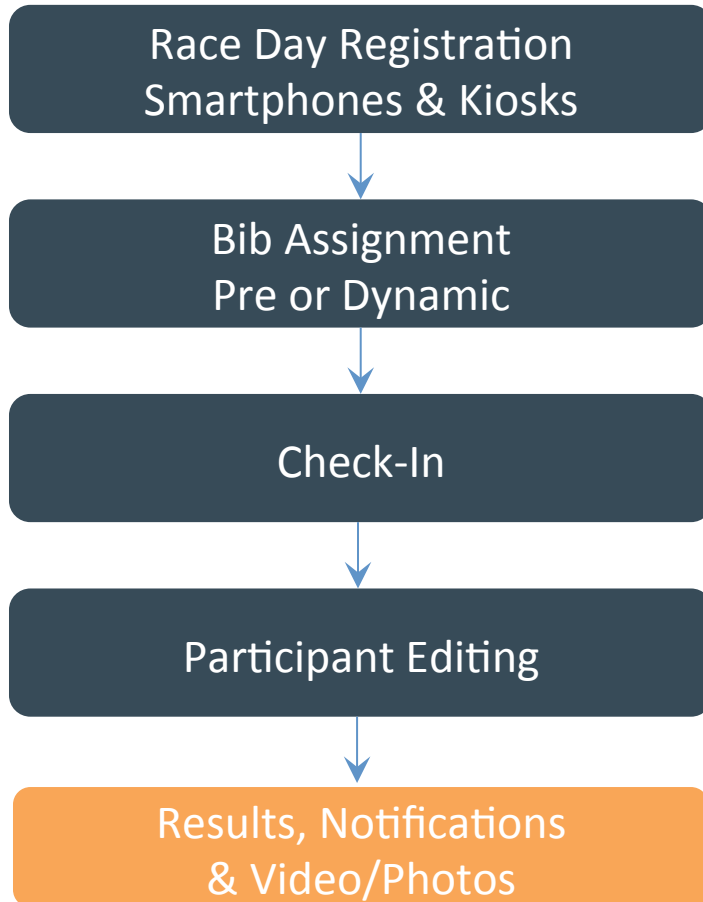 Race Day Registration
Smartphones & Kiosks
Bib Assignment
Pre or Dynamic
Check-In
Participant Editing
Results, Notifications
& Video/Photos